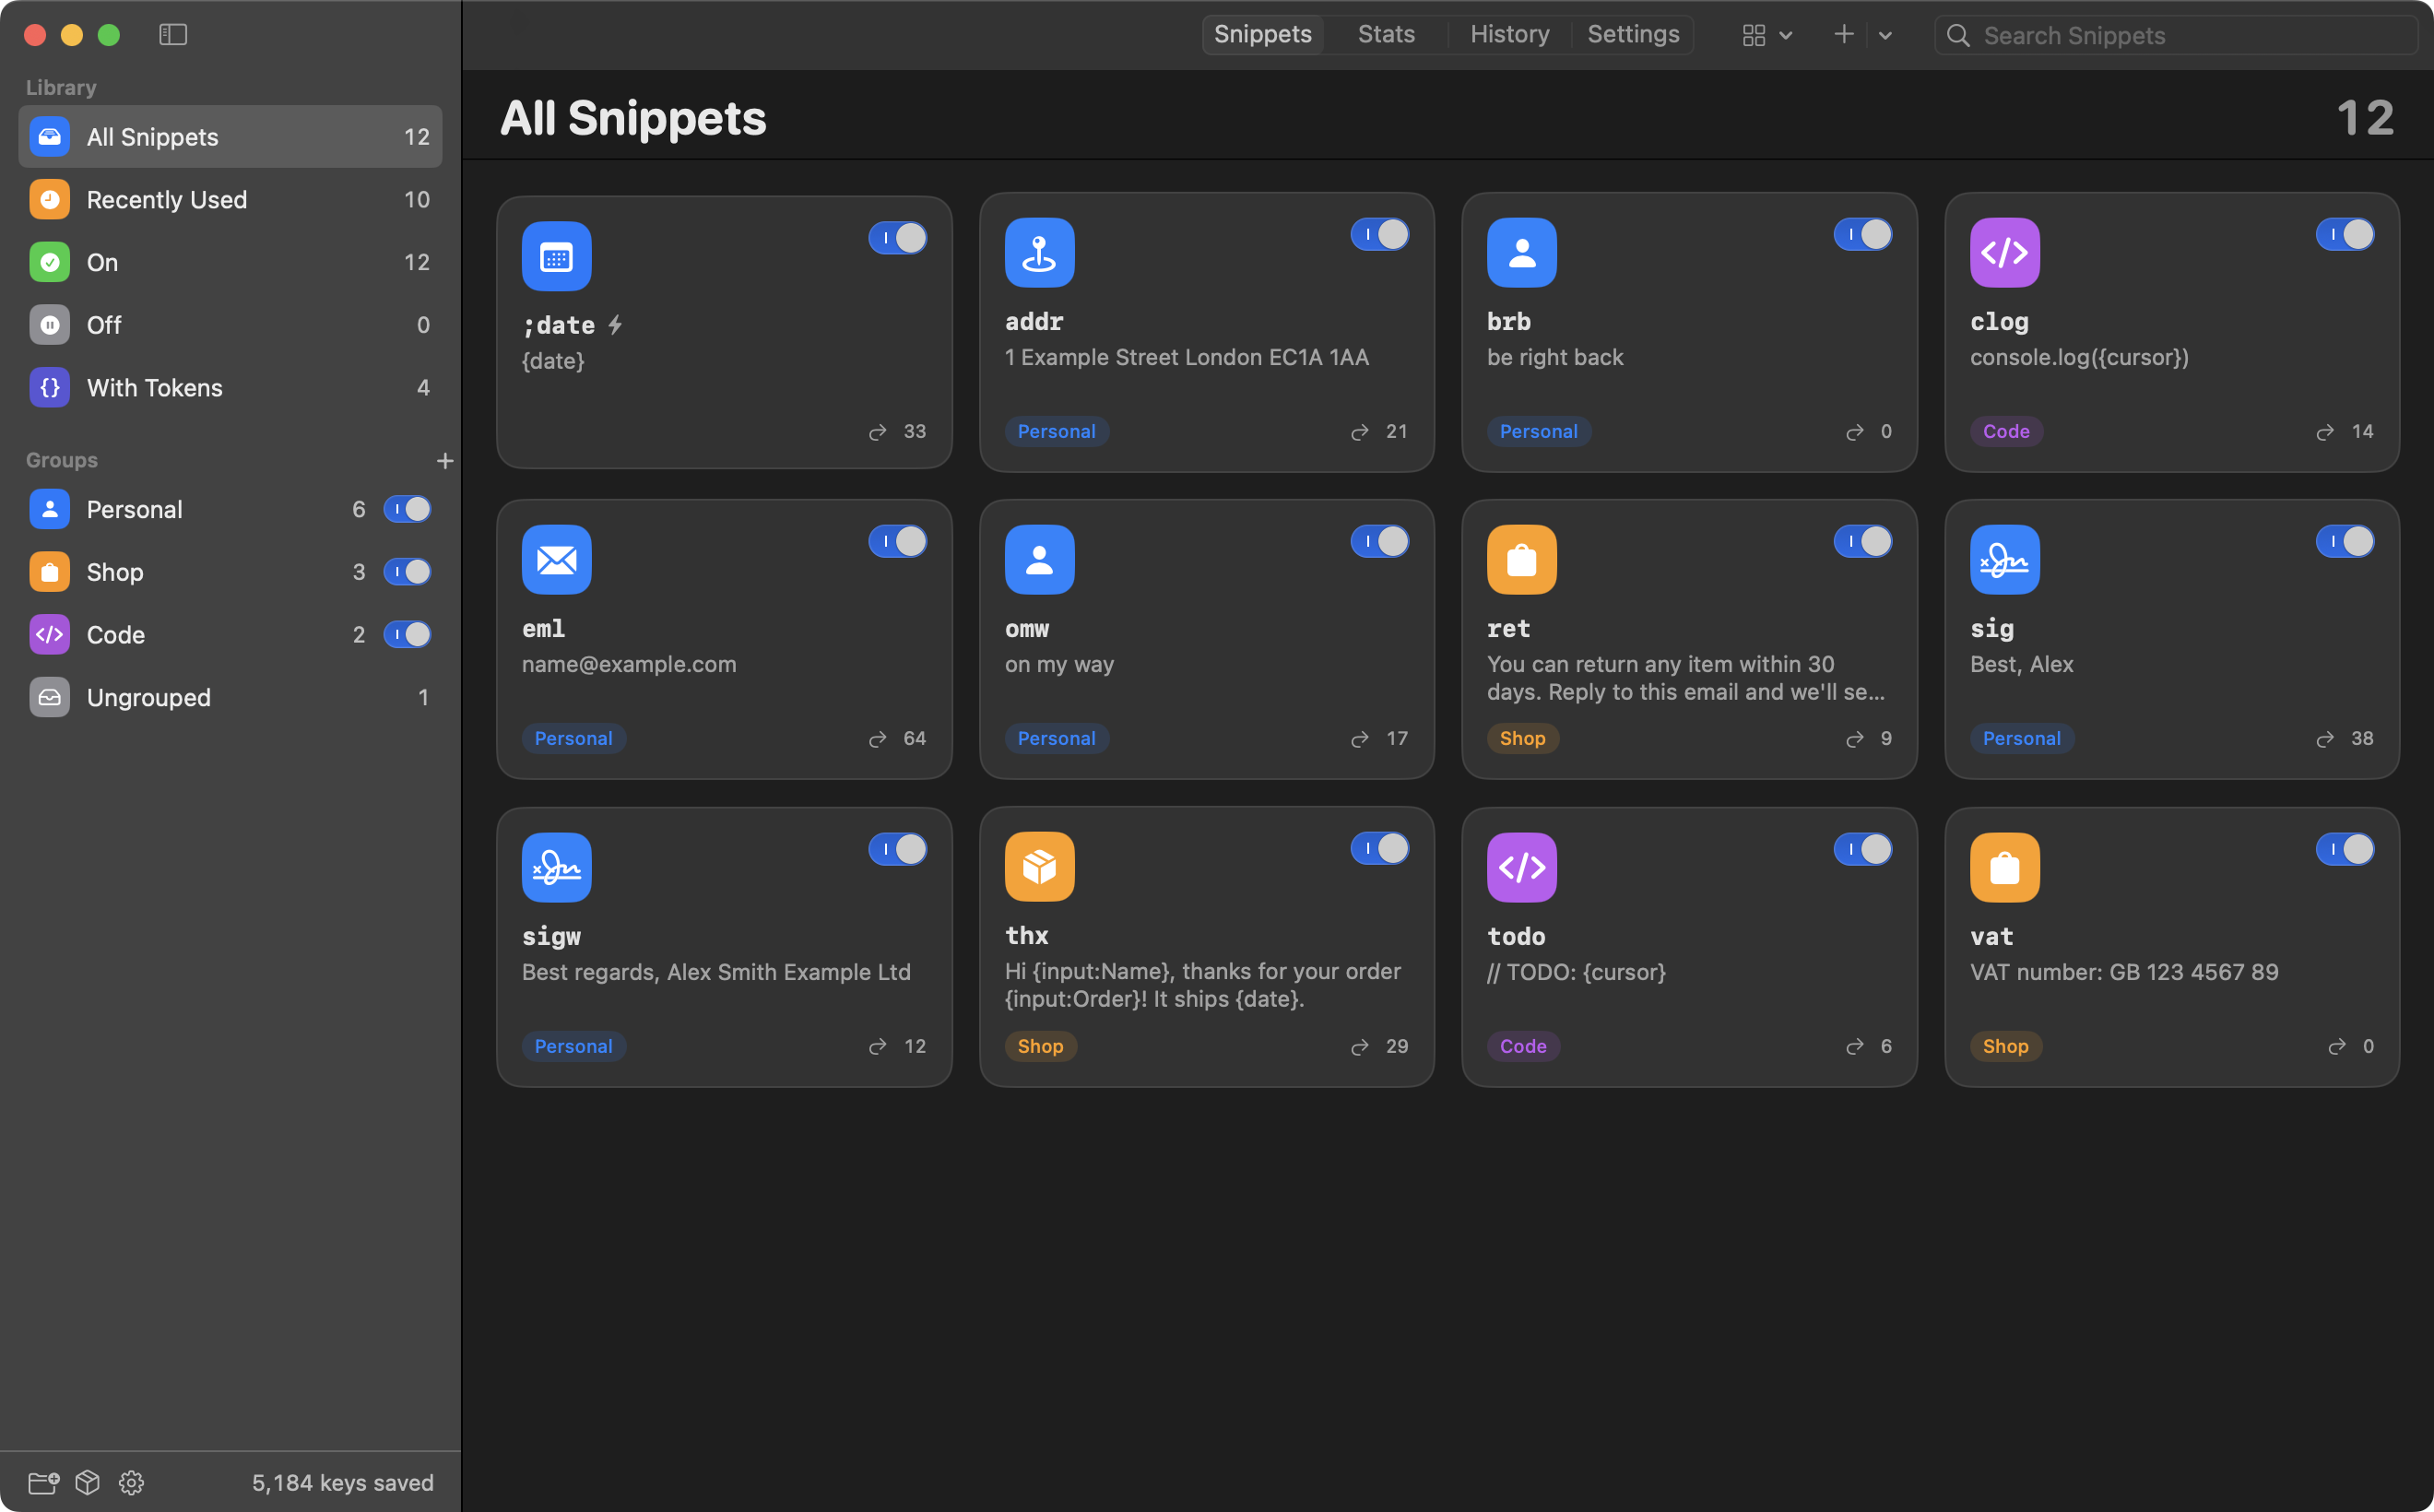 Library
All Snippets 12
Recently Used 10
On 12
Off 0
With Tokens 4
Groups
Personal 6
Shop 3
Code 2
Ungrouped 1
5,184 keys saved
Snippets Stats History Settings
Search Snippets
All Snippets 12
;date
{date}
33
addr
1 Example Street London EC1A 1AA
Personal 21
brb
be right back
Personal 0
clog
console.log({cursor})
Code 14
eml
name@example.com
Personal 64
omw
on my way
Personal 17
ret
You can return any item within 30
days. Reply to this email and we'll se...
Shop 9
sig
Best, Alex
Personal 38
sigw
Best regards, Alex Smith Example Ltd
Personal 12
thx
Hi {input:Name}, thanks for your order
{input:Order}! It ships {date}.
Shop 29
todo
// TODO: {cursor}
Code 6
vat
VAT number: GB 123 4567 89
Shop 0